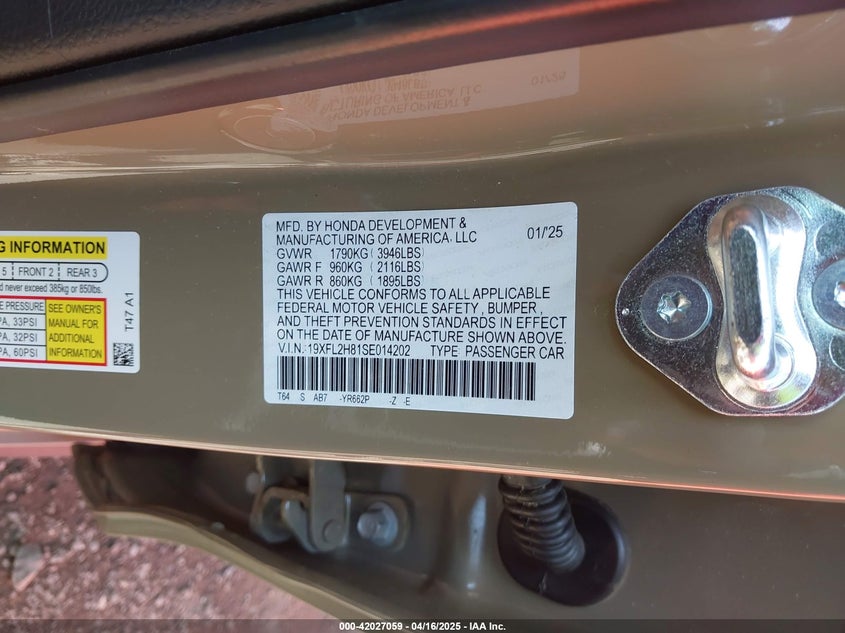 MFD. BY HONDA DEVELOPMENT &
MANUFACTURING OF AMERICA, LLC 01/'25
GVWR 1790KG (3946LBS)
GAWR F 960KG (2116LBS)
GAWR R 860KG (1895LBS)
THIS VEHICLE CONFORMS TO ALL APPLICABLE
FEDERAL MOTOR VEHICLE SAFETY, BUMPER,
AND THEFT PREVENTION STANDARDS IN EFFECT
ON THE DATE OF MANUFACTURE SHOWN ABOVE.
V.I.N.:19XFL2H81SE014202 TYPE: PASSENGER CAR
T64 S AB7 -YR662P -Z -E
G INFORMATION
5 FRONT 2 REAR 3
d never exceed 385kg or 850lbs.
E PRESSURE
PA, 33PSI
PA, 32PSI
PA, 60PSI
SEE OWNER'S
MANUAL FOR
ADDITIONAL
INFORMATION
T47 A1
000-42027059 - 04/16/2025 - IAA Inc.